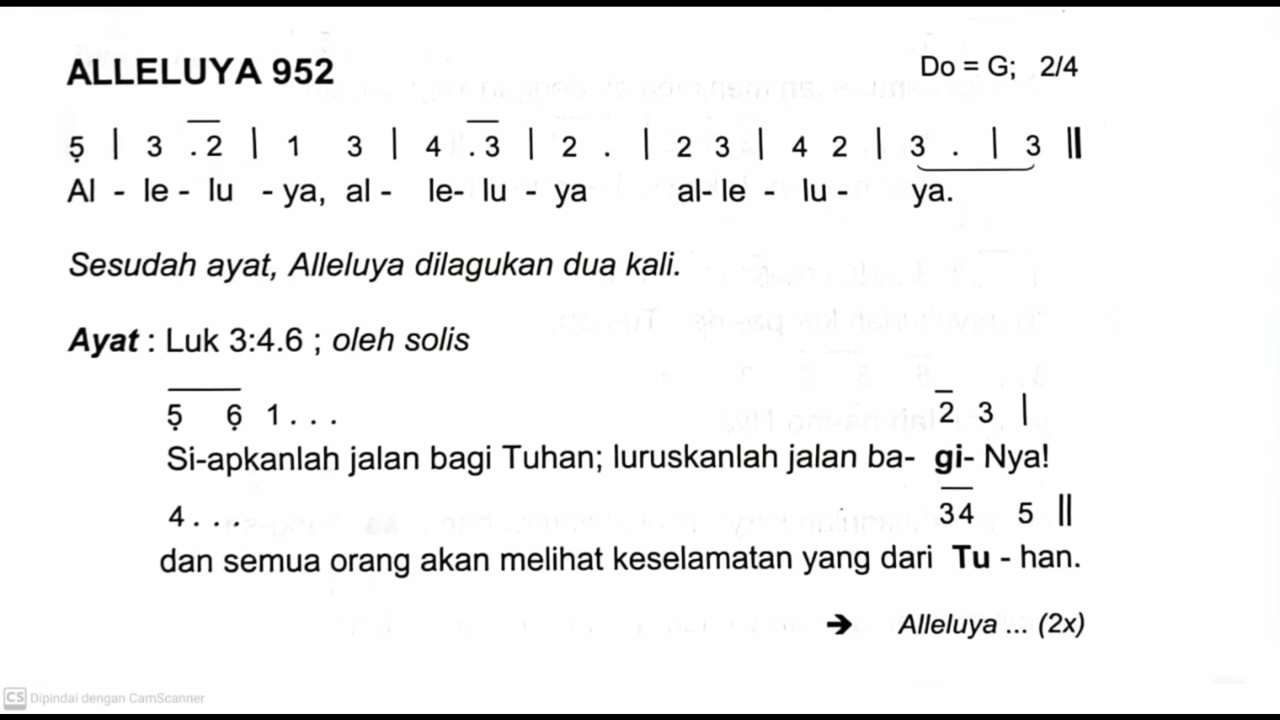 ALLELUYA 952 Do = G; 2/4
5̣ | 3 .2̅ | 1 3 | 4 .3̅ | 2 . | 2 3 | 4 2 | 3 . | 3 ||
Al - le - lu - ya, al - le- lu - ya al- le - lu - ya.
Sesudah ayat, Alleluya dilagukan dua kali.
Ayat : Luk 3:4.6 ; oleh solis
5̣ 6̣ 1 . . . 2̅ 3 |
Si-apkanlah jalan bagi Tuhan; luruskanlah jalan ba- gi- Nya!
4 . . . 3̅4̅ 5 ||
dan semua orang akan melihat keselamatan yang dari Tu - han.
➔ Alleluya ... (2x)
CS Dipindai dengan CamScanner